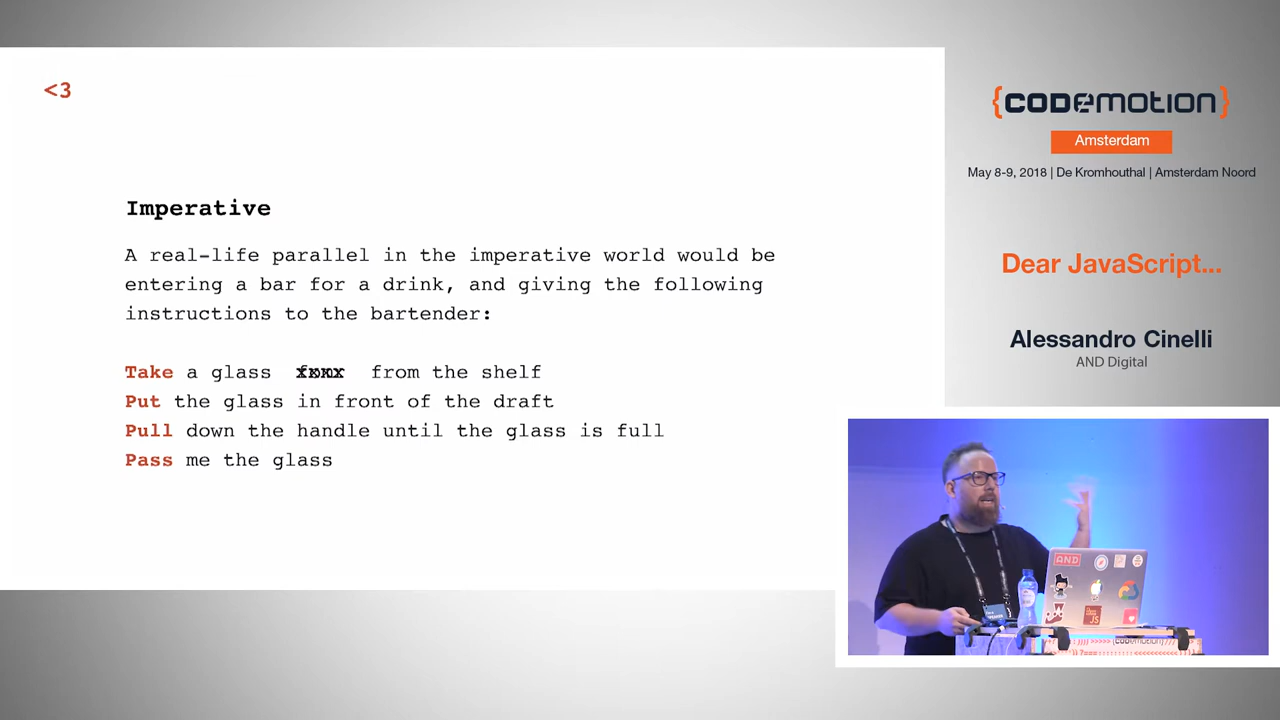 <3
Imperative
A real-life parallel in the imperative world would be
entering a bar for a drink, and giving the following
instructions to the bartender:
Take a glass from the shelf
Put the glass in front of the draft
Pull down the handle until the glass is full
Pass me the glass
{CODEMOTION}
Amsterdam
May 8-9, 2018 | De Kromhouthal | Amsterdam Noord
Dear JavaScript...
Alessandro Cinelli
AND Digital
AND
JS
{CODEMOTION}